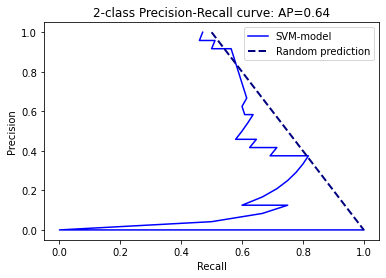 2-class Precision-Recall curve: AP=0.64
SVM-model
Random prediction
Precision
1.0
0.8
0.6
0.4
0.2
0.0
0.0 0.2 0.4 0.6 0.8 1.0
Recall